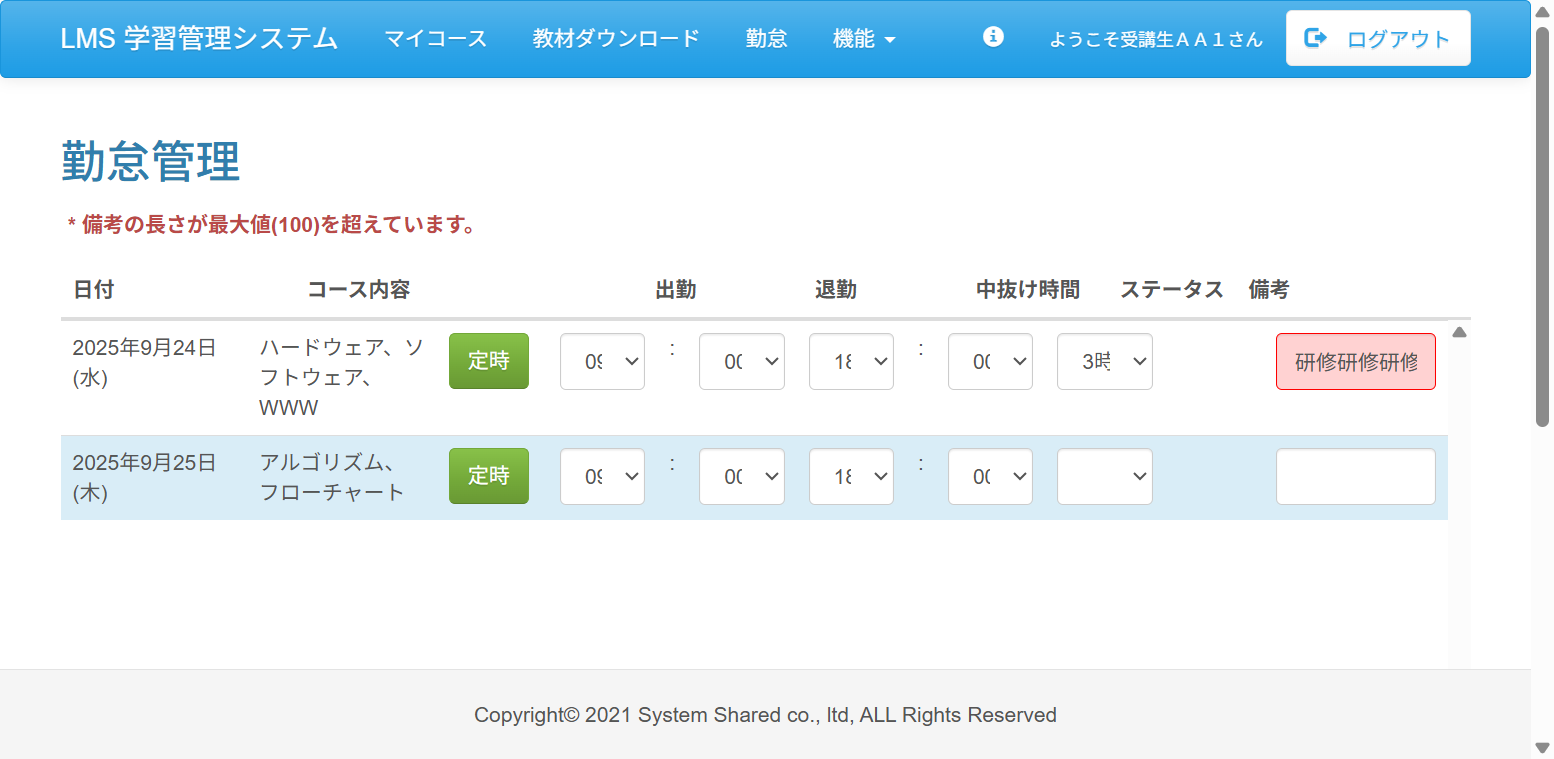 LMS 学習管理システム マイコース 教材ダウンロード 勤怠 機能 ようこそ受講生ＡＡ１さん ログアウト
勤怠管理
* 備考の長さが最大値(100)を超えています。
日付 コース内容 出勤 退勤 中抜け時間 ステータス 備考
2025年9月24日 ハードウェア、ソ
(水) フトウェア、 定時 09 : 00 18 : 00 3時 研修研修研修
WWW
2025年9月25日 アルゴリズム、
(木) フローチャート 定時 09 : 00 18 : 00
Copyright© 2021 System Shared co., ltd, ALL Rights Reserved